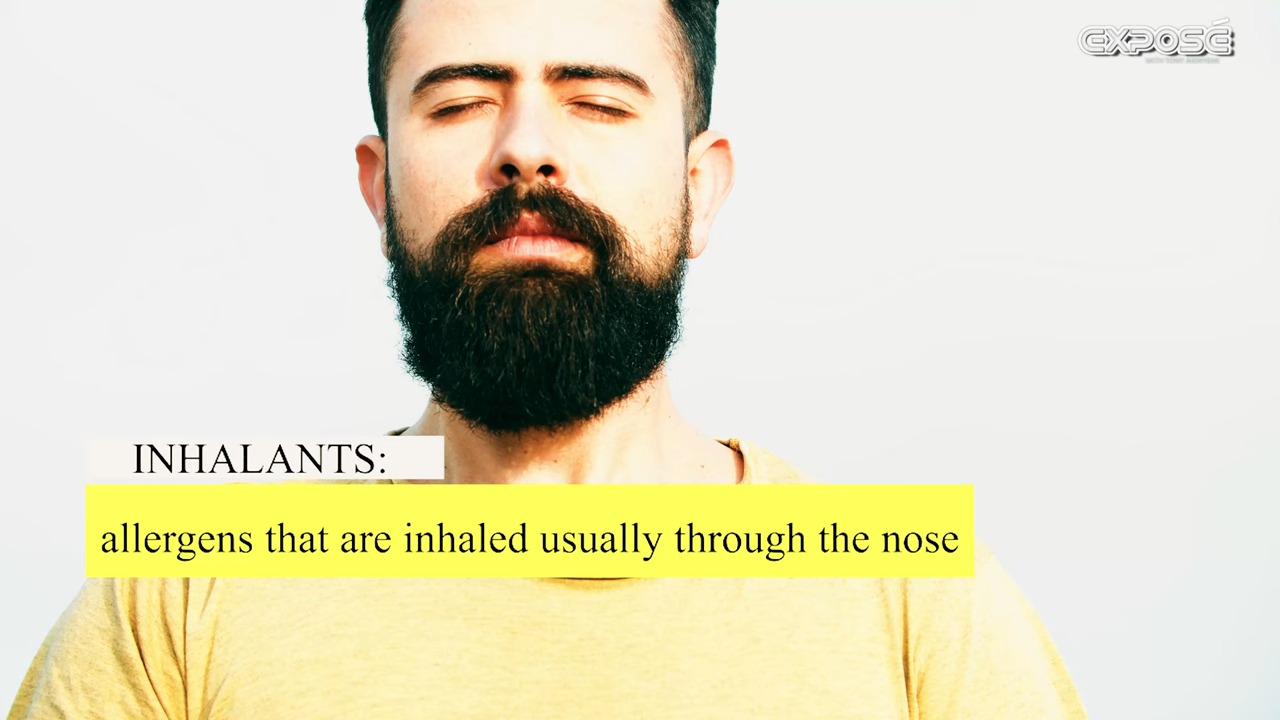 EXPOSÉ
INHALANTS:
allergens that are inhaled usually through the nose